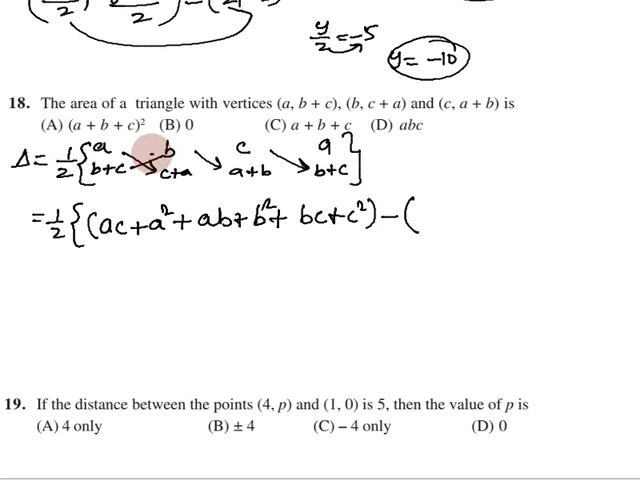 y/2 = -5
y = -10
18. The area of a triangle with vertices (a, b + c), (b, c + a) and (c, a + b) is
(A) (a + b + c)² (B) 0 (C) a + b + c (D) abc
Δ = 1/2 { a b c a }
b+c c+a a+b b+c
= 1/2 { (ac + a² + ab + b² + bc + c²) - (
19. If the distance between the points (4, p) and (1, 0) is 5, then the value of p is
(A) 4 only (B) ± 4 (C) – 4 only (D) 0